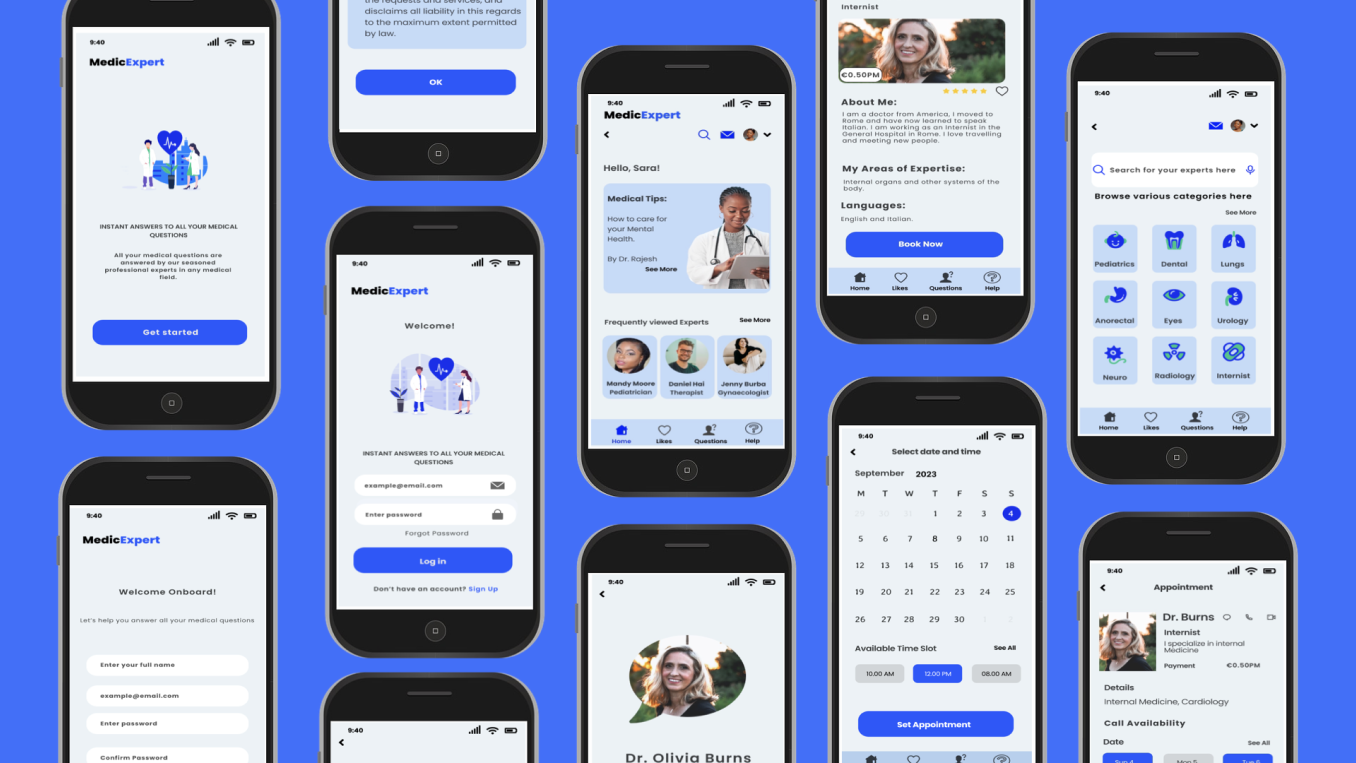 9:40
MedicExpert
INSTANT ANSWERS TO ALL YOUR MEDICAL
QUESTIONS
All your medical questions are
answered by our seasoned
professional experts in any medical
field.
Get started
9:40
MedicExpert
Welcome Onboard!
Let's help you answer all your medical questions
Enter your full name
example@email.com
Enter password
Confirm Password
the requests and services, and
disclaims all liability in this regards
to the maximum extent permitted
by law.
OK
9:40
MedicExpert
Welcome!
INSTANT ANSWERS TO ALL YOUR MEDICAL
QUESTIONS
example@email.com
Enter password
Forgot Password
Log in
Don't have an account? Sign Up
9:40
9:40
MedicExpert
Hello, Sara!
Medical Tips:
How to care for
your Mental
Health.
By Dr. Rajesh
See More
Frequently viewed Experts
See More
Mandy Moore
Pediatrician
Daniel Hai
Therapist
Jenny Burba
Gynaecologist
Home Likes Questions Help
9:40
Dr. Olivia Burns
Internist
€0.50PM
About Me:
I am a doctor from America, I moved to
Rome and have now learned to speak
Italian. I am working as an Internist in the
General Hospital in Rome. I love travelling
and meeting new people.
My Areas of Expertise:
Internal organs and other systems of the
body.
Languages:
English and Italian.
Book Now
Home Likes Questions Help
9:40
Select date and time
September 2023
M T W T F S S
29 30 31 1 2 3 4
5 6 7 8 9 10 11
12 13 14 15 16 17 18
19 20 21 22 23 24 25
26 27 28 29 30 1 2
Available Time Slot
See All
10.00 AM 12.00 PM 08.00 AM
Set Appointment
9:40
Search for your experts here
Browse various categories here
See More
Pediatrics Dental Lungs
Anorectal Eyes Urology
Neuro Radiology Internist
Home Likes Questions Help
9:40
Appointment
Dr. Burns
Internist
I specialize in internal
Medicine
Payment €0.50PM
Details
Internal Medicine, Cardiology
Call Availability
Date
See All
Sun 4 Mon 5 Tue 6